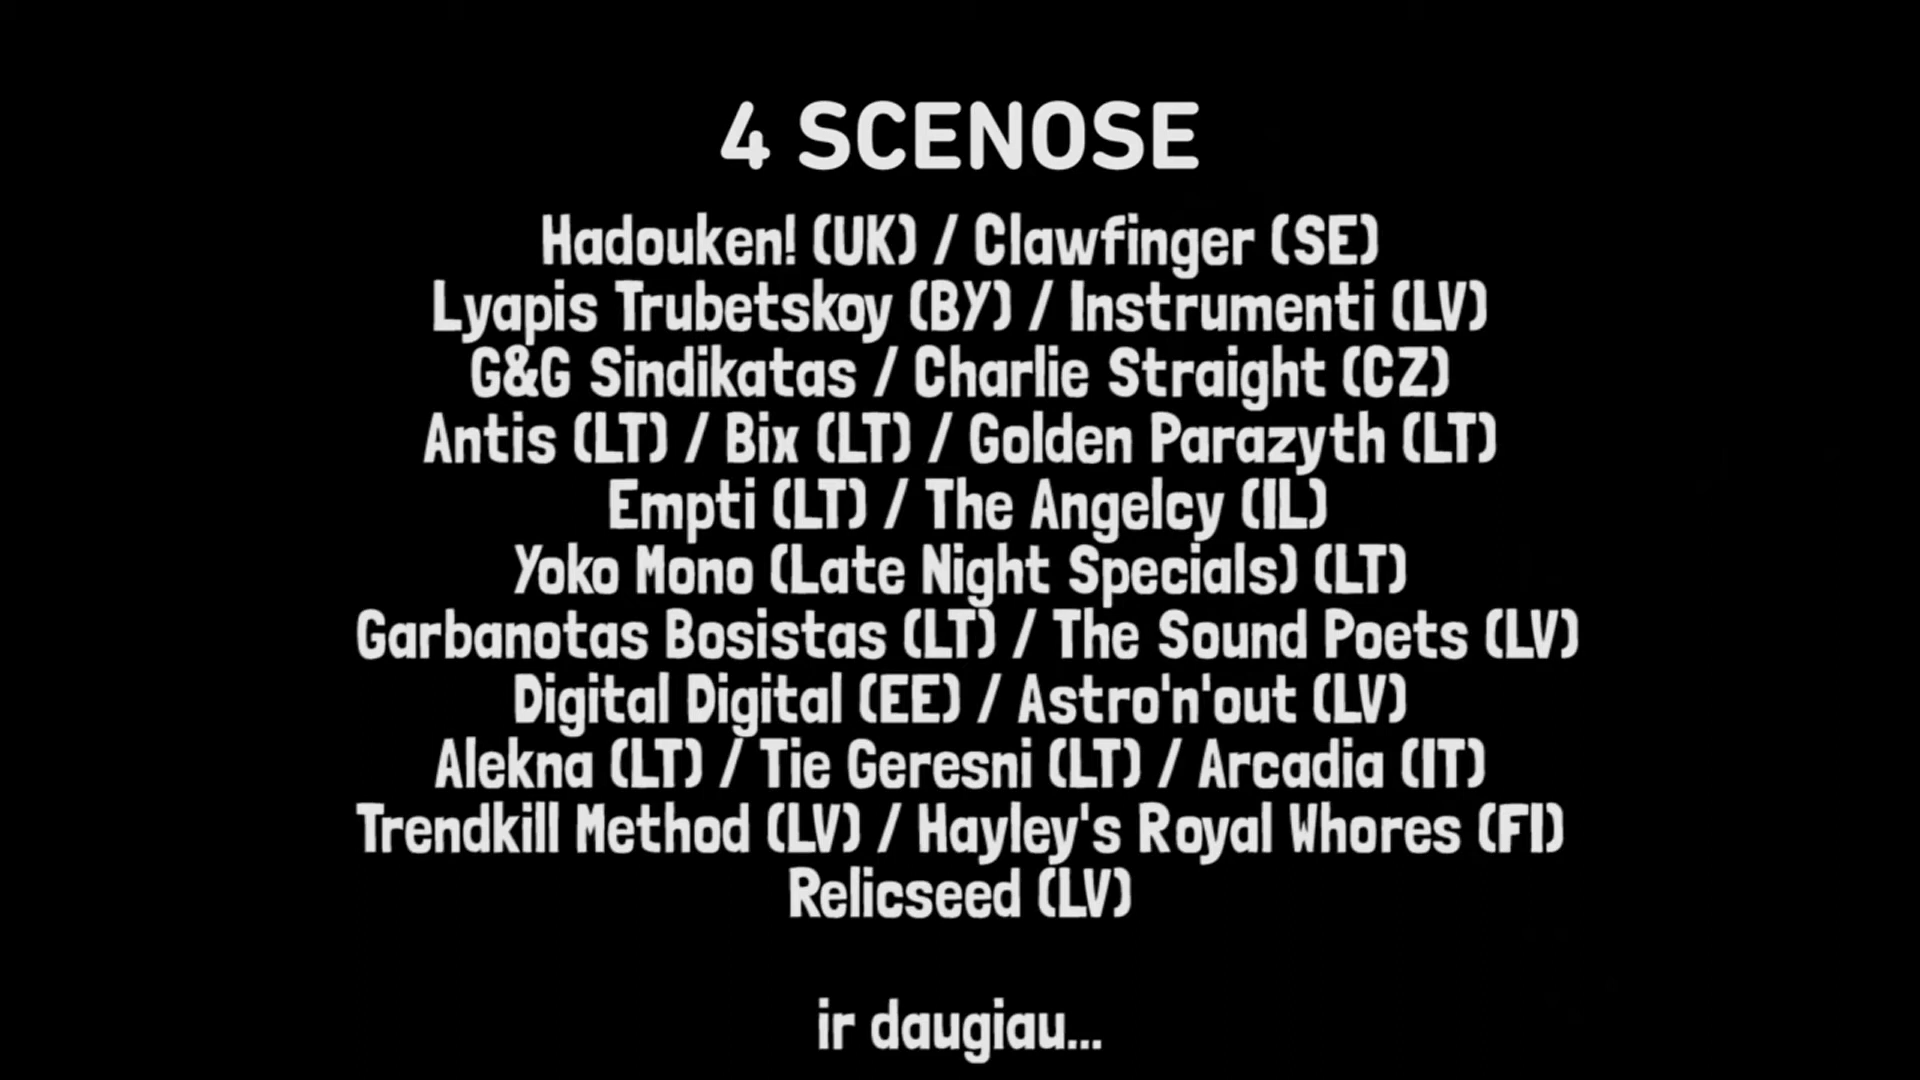 4 SCENOSE
Hadouken! (UK) / Clawfinger (SE)
Lyapis Trubetskoy (BY) / Instrumenti (LV)
G&G Sindikatas / Charlie Straight (CZ)
Antis (LT) / Bix (LT) / Golden Parazyth (LT)
Empti (LT) / The Angelcy (IL)
Yoko Mono (Late Night Specials) (LT)
Garbanotas Bosistas (LT) / The Sound Poets (LV)
Digital Digital (EE) / Astro'n'out (LV)
Alekna (LT) / Tie Geresni (LT) / Arcadia (IT)
Trendkill Method (LV) / Hayley's Royal Whores (FI)
Relicseed (LV)
ir daugiau...